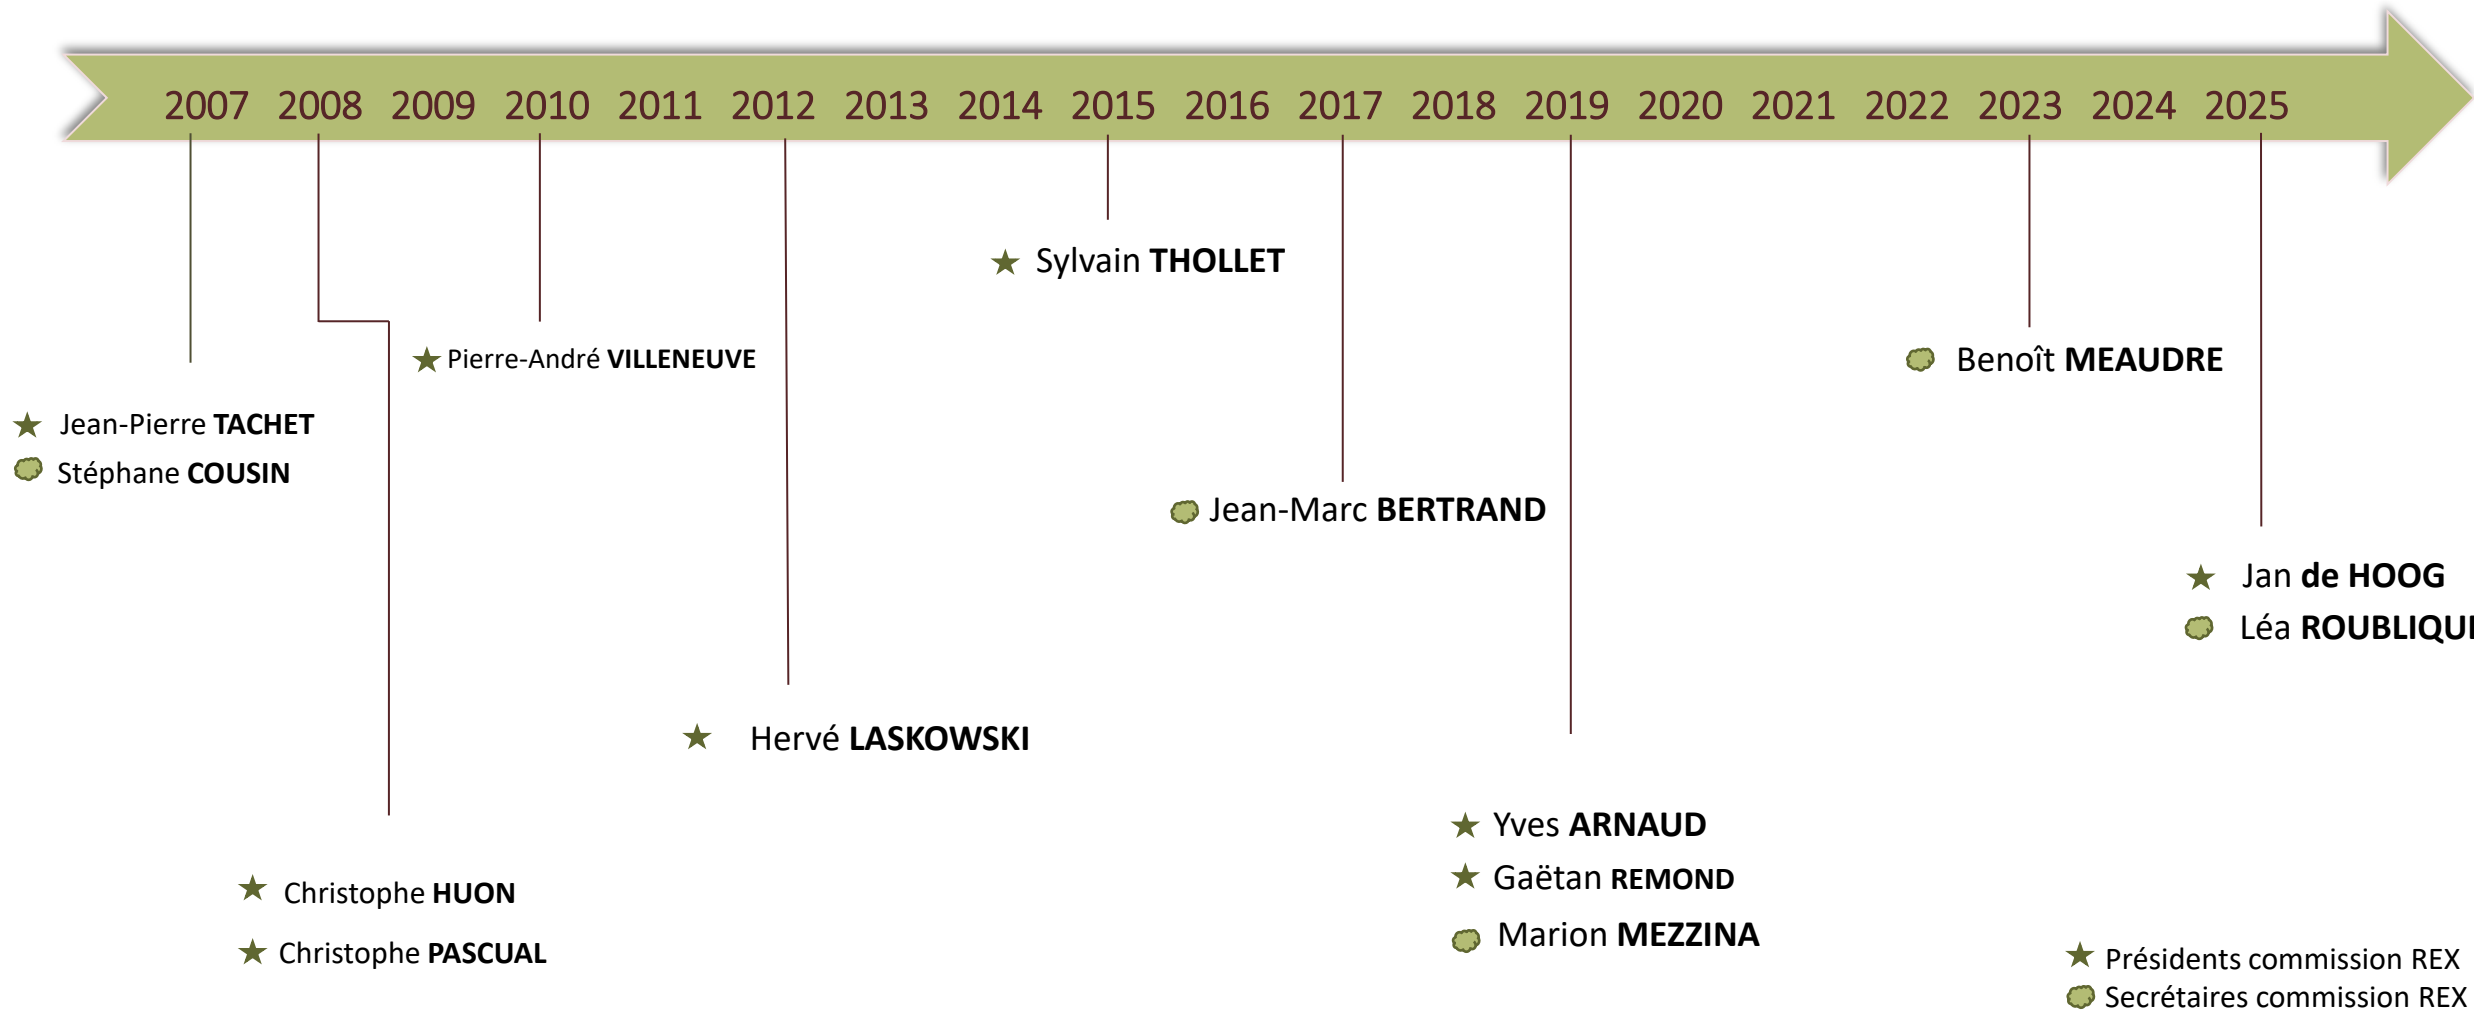 2007 2008 2009 2010 2011 2012 2013 2014 2015 2016 2017 2018 2019 2020 2021 2022 2023 2024 2025
Sylvain THOLLET
Pierre-André VILLENEUVE
Benoît MEAUDRE
Jean-Pierre TACHET
Stéphane COUSIN
Jean-Marc BERTRAND
Jan de HOOG
Léa
Hervé LASKOWSKI
Yves ARNAUD
Gaëtan REMOND
Marion MEZZINA
Christophe HUON
Christophe PASCUAL
Présidents commission REX
Secrétaires commission REX